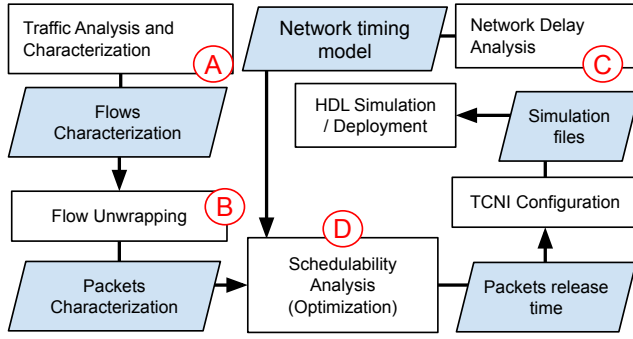 Traffic Analysis and
Characterization
A
Network timing
model
Network Delay
Analysis
C
Flows
Characterization
HDL Simulation
/ Deployment
Simulation
files
Flow Unwrapping
B
TCNI Configuration
D
Packets
Characterization
Schedulability
Analysis
(Optimization)
Packets release
time